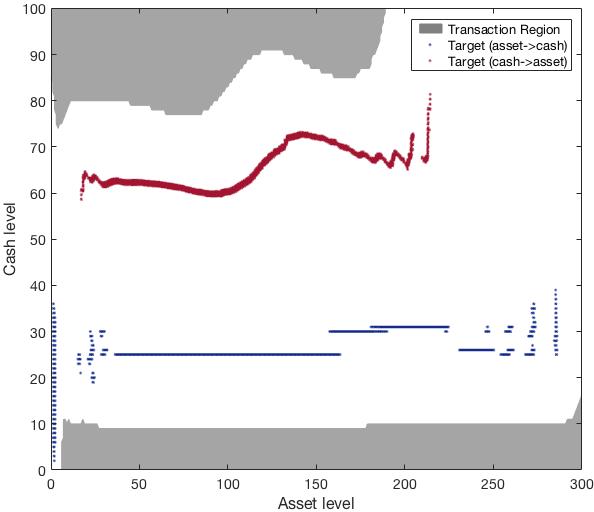 100
90
80
70
60
50
40
30
20
10
0
Cash level
Transaction Region
Target (asset->cash)
Target (cash->asset)
0 50 100 150 200 250 300
Asset level